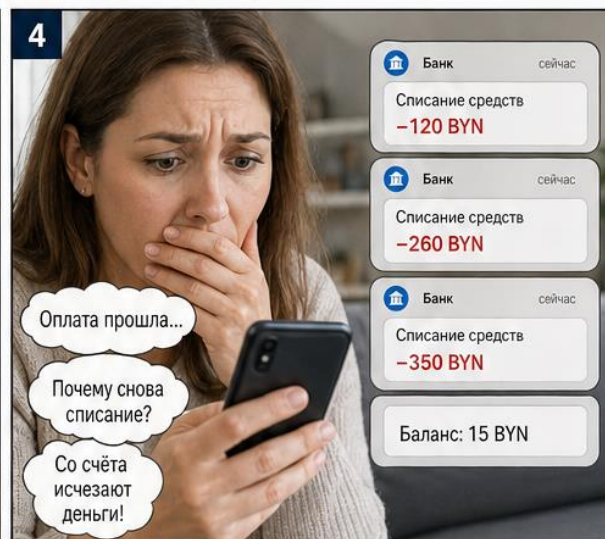 4
Банк сейчас
Списание средств
–120 BYN
Банк сейчас
Списание средств
–260 BYN
Банк сейчас
Списание средств
–350 BYN
Баланс: 15 BYN
Оплата прошла...
Почему снова
списание?
Со счёта
исчезают
деньги!